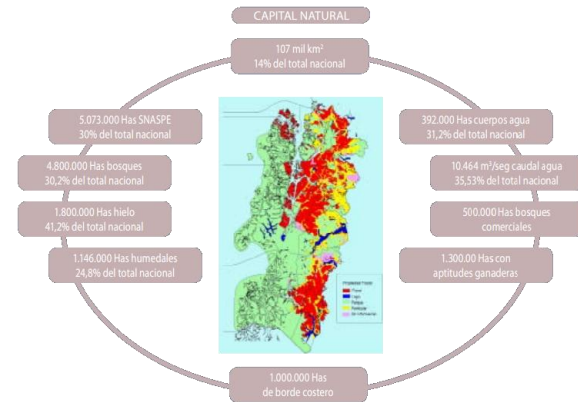 CAPITAL NATURAL
107 mil km²
14% del total nacional
5.073.000 Has SNASPE
30% del total nacional
392.000 Has cuerpos agua
31,2% del total nacional
4.800.000 Has bosques
30,2% del total nacional
10.464 m³/seg caudal agua
35,53% del total nacional
1.800.000 Has hielo
41,2% del total nacional
500.000 Has bosques
comerciales
1.146.000 Has humedales
24,8% del total nacional
1.300.00 Has con
aptitudes ganaderas
1.000.000 Has
de borde costero